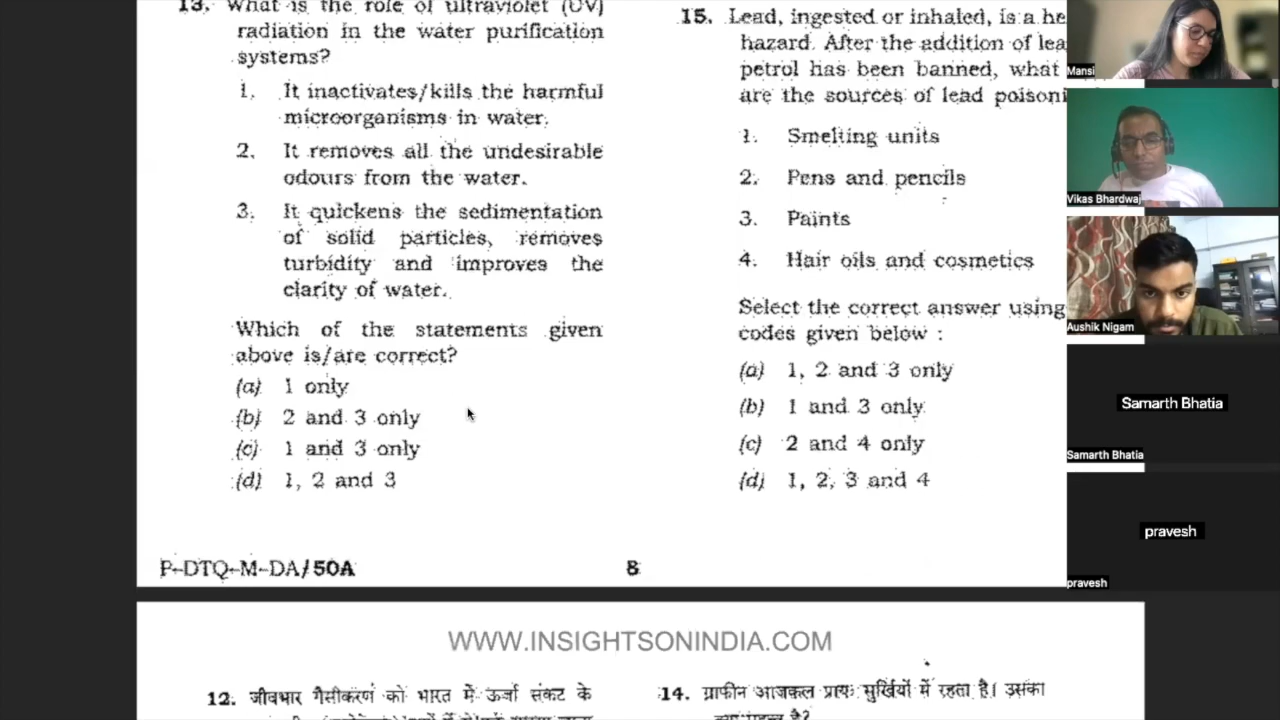 13. What is the role of ultraviolet (UV)
radiation in the water purification
systems?
1. It inactivates/kills the harmful
microorganisms in water.
2. It removes all the undesirable
odours from the water.
3. It quickens the sedimentation
of solid particles, removes
turbidity and improves the
clarity of water.
Which of the statements given
above is/are correct?
(a) 1 only
(b) 2 and 3 only
(c) 1 and 3 only
(d) 1, 2 and 3
15. Lead, ingested or inhaled, is a he
hazard. After the addition of lea
petrol has been banned, what
are the sources of lead poisoni
1. Smelting units
2. Pens and pencils
3. Paints
4. Hair oils and cosmetics
Select the correct answer using
codes given below :
(a) 1, 2 and 3 only
(b) 1 and 3 only
(c) 2 and 4 only
(d) 1, 2, 3 and 4
P-DTQ-M-DA/50A
8
WWW.INSIGHTSONINDIA.COM
12. जीवभार गैसीकरण को भारत में ऊर्जा संकट के
14. ग्राफीन आजकल प्रायः सुर्खियों में रहता है। उसका
महत्त्व है?
Mansi
Vikas Bhardwaj
Aushik Nigam
Samarth Bhatia
Samarth Bhatia
pravesh
pravesh